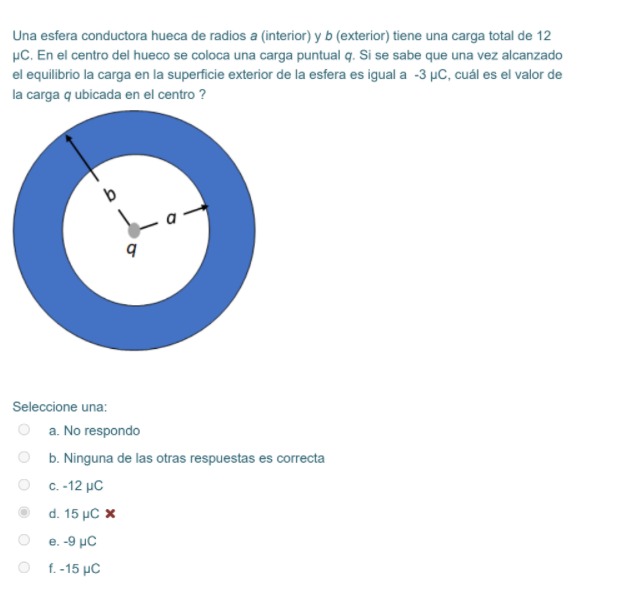 Una esfera conductora hueca de radios a (interior) y b (exterior) tiene una carga total de 12
μC. En el centro del hueco se coloca una carga puntual q. Si se sabe que una vez alcanzado
el equilibrio la carga en la superficie exterior de la esfera es igual a -3 μC, cuál es el valor de
la carga q ubicada en el centro ?
b
a
q
Seleccione una:
a. No respondo
b. Ninguna de las otras respuestas es correcta
c. -12 μC
d. 15 μC ✖
e. -9 μC
f. -15 μC